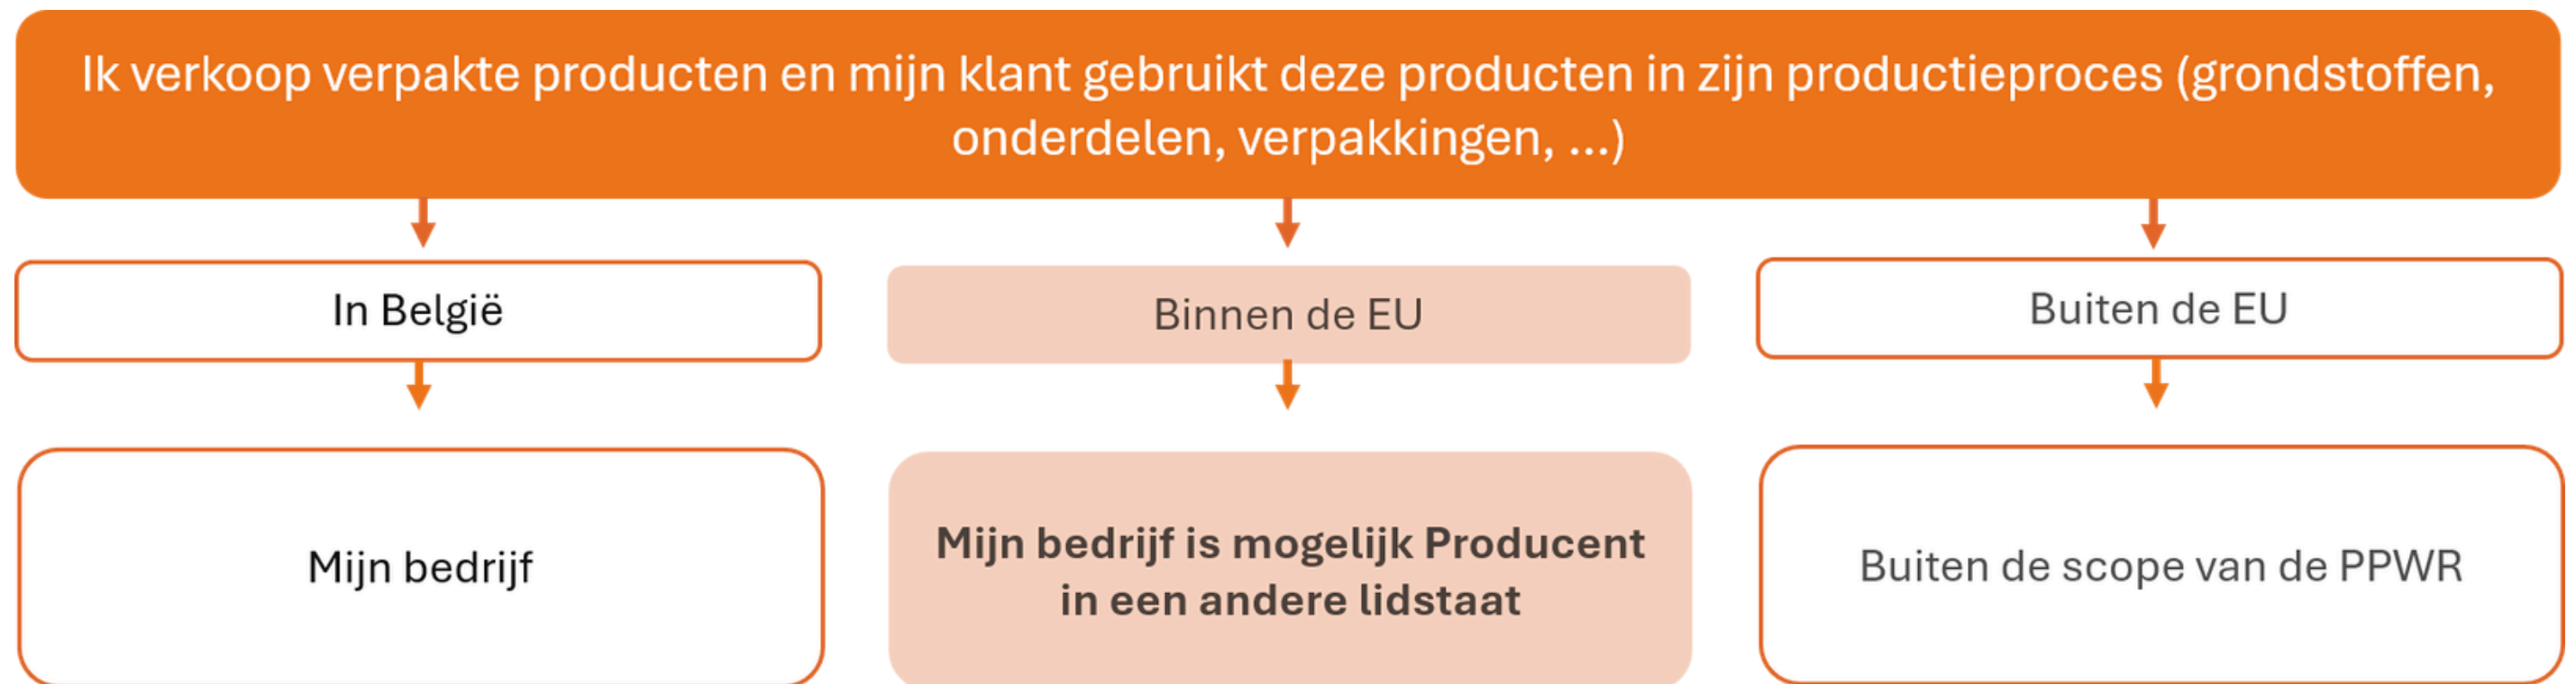 Ik verkoop verpakte producten en mijn klant gebruikt deze producten in zijn productieproces (grondstoffen,
onderdelen, verpakkingen, ...)
In België
Binnen de EU
Buiten de EU
Mijn bedrijf
Mijn bedrijf is mogelijk Producent
in een andere lidstaat
Buiten de scope van de PPWR